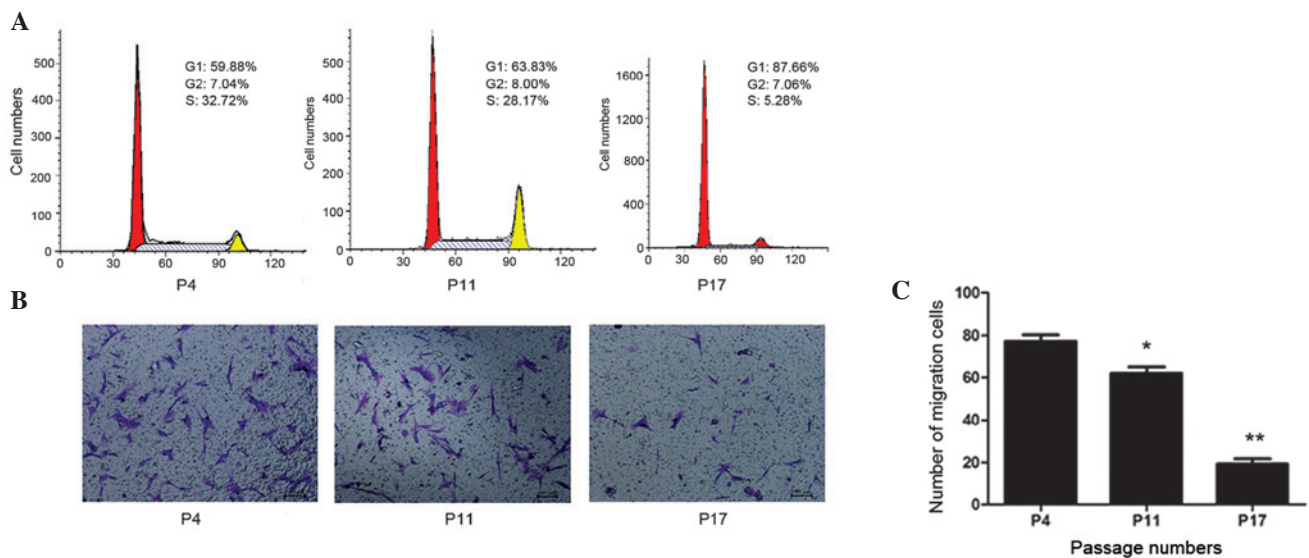 A
Cell numbers
500
400
300
200
100
0
0 30 60 90 120
G1: 59.88%
G2: 7.04%
S: 32.72%
P4
Cell numbers
500
400
300
200
100
0
0 30 60 90 120
G1: 63.83%
G2: 8.00%
S: 28.17%
P11
Cell numbers
1600
1200
800
400
0
0 30 60 90 120
G1: 87.66%
G2: 7.06%
S: 5.28%
P17
B
P4
P11
P17
C
Number of migration cells
100
80
60
40
20
0
*
**
P4 P11 P17
Passage numbers